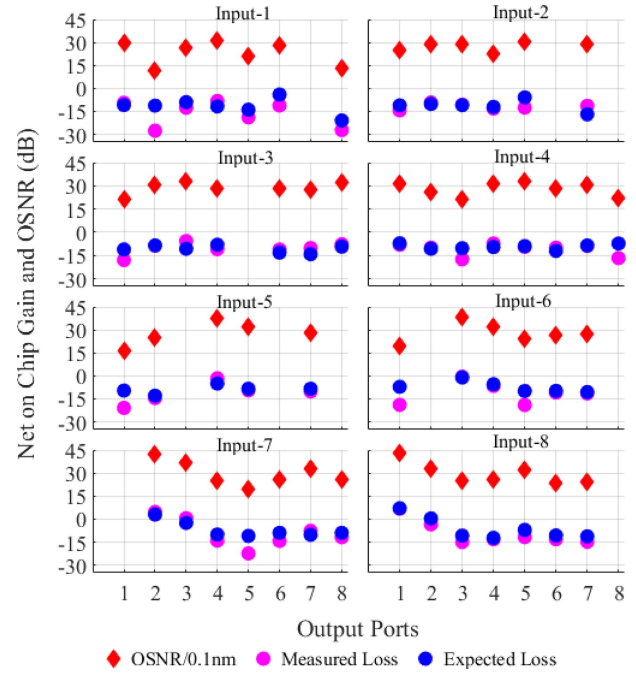 Net on Chip Gain and OSNR (dB)
Input-1
Input-2
45
30
15
0
-15
-30
Input-3
Input-4
45
30
15
0
-15
-30
Input-5
Input-6
45
30
15
0
-15
-30
Input-7
Input-8
45
30
15
0
-15
-30
1 2 3 4 5 6 7 8
1 2 3 4 5 6 7 8
Output Ports
OSNR/0.1nm Measured Loss Expected Loss